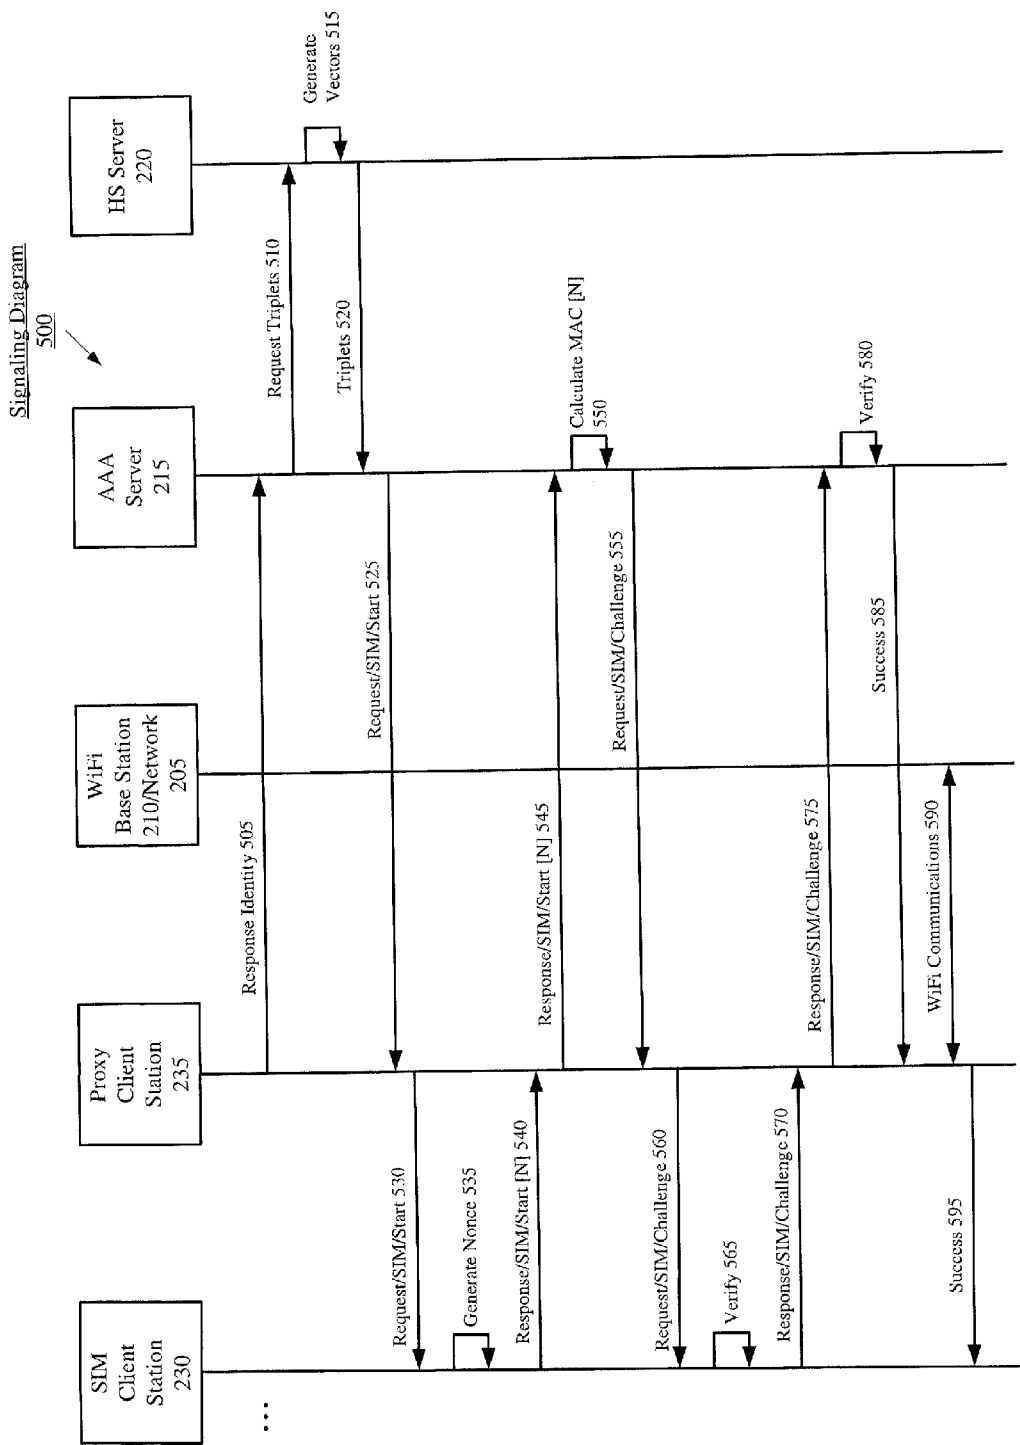 Signaling Diagram
500
SIM
Client
Station
230
Proxy
Client
Station
235
WiFi
Base Station
210/Network
205
AAA
Server
215
HS Server
220
Response Identity 505
Request Triplets 510
Generate
Vectors 515
Triplets 520
Request/SIM/Start 525
Request/SIM/Start 530
Generate Nonce 535
Response/SIM/Start [N] 540
Response/SIM/Start [N] 545
Calculate MAC [N]
550
Request/SIM/Challenge 555
Request/SIM/Challenge 560
Verify 565
Response/SIM/Challenge 570
Response/SIM/Challenge 575
Verify 580
Success 585
WiFi Communications 590
Success 595
...